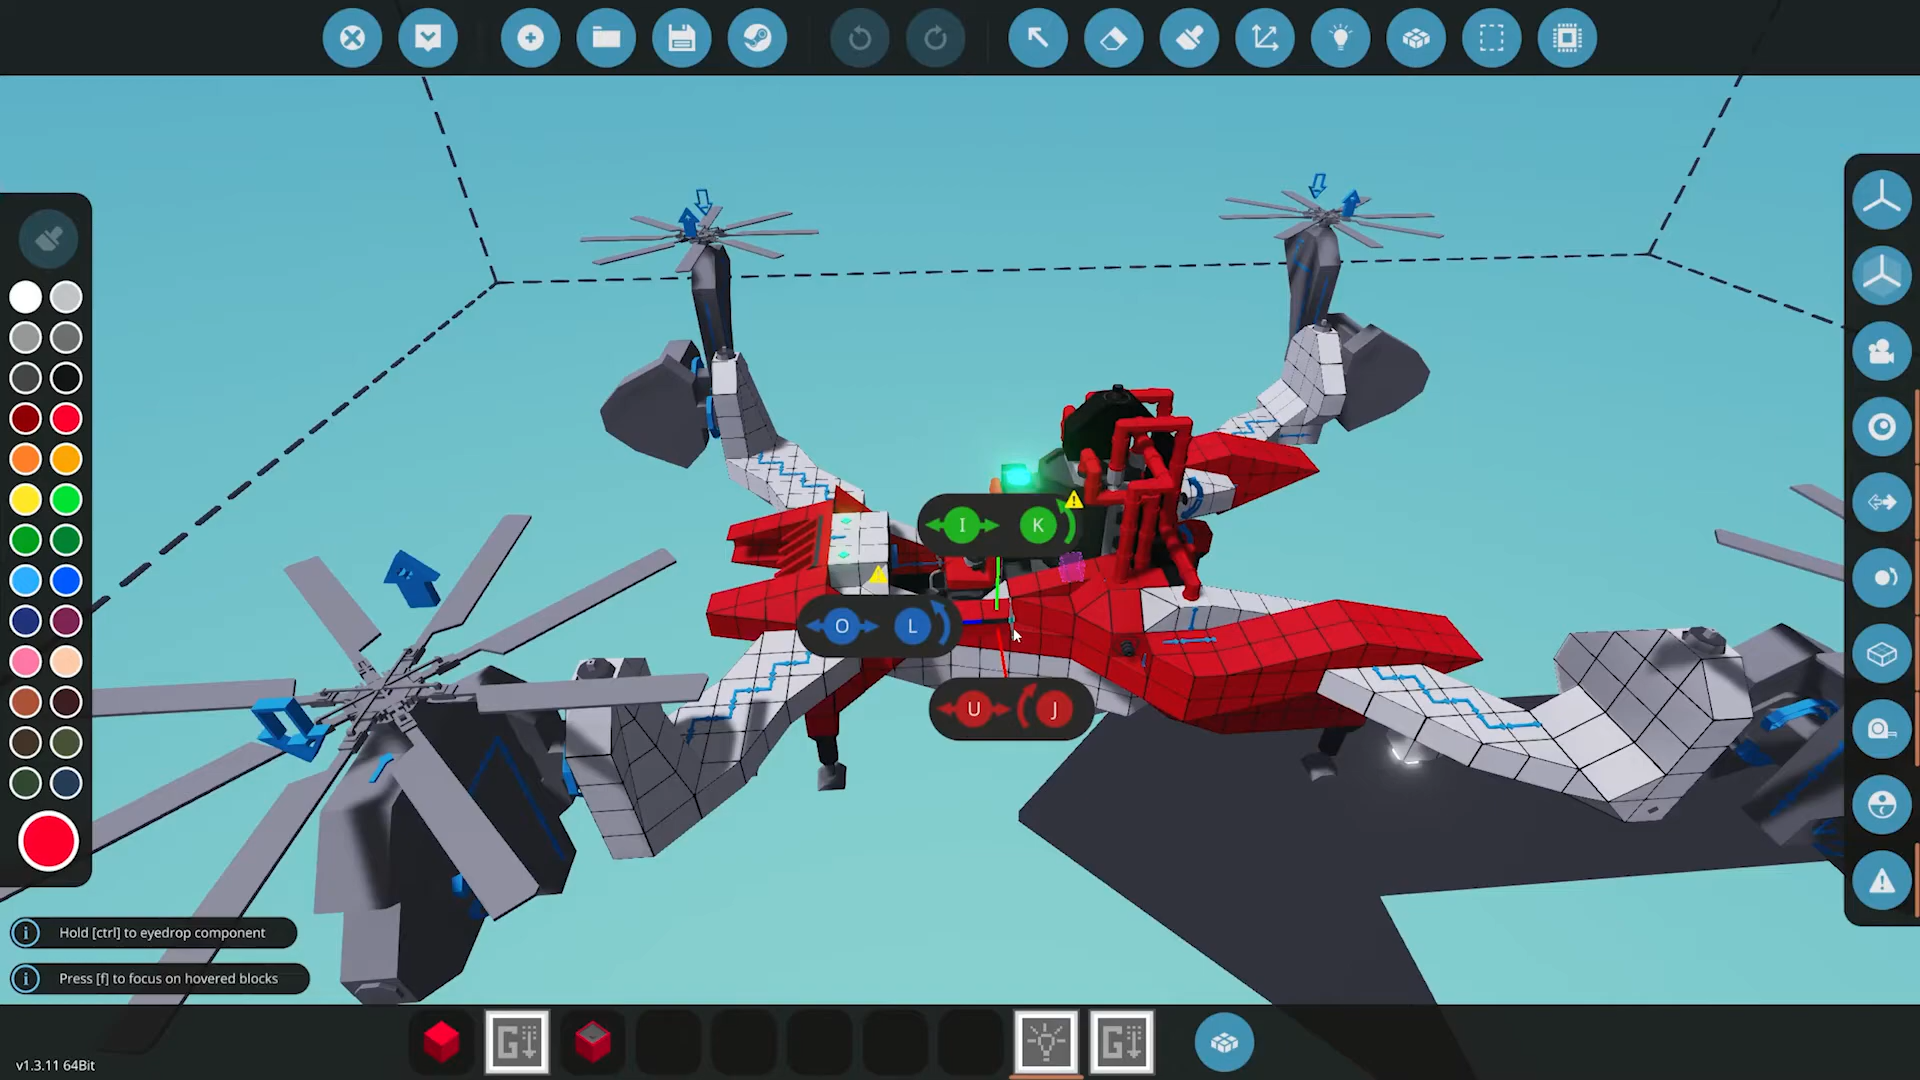 I K
O L
U J
Hold [ctrl] to eyedrop component
Press [f] to focus on hovered blocks
G G
v1.3.11 64Bit